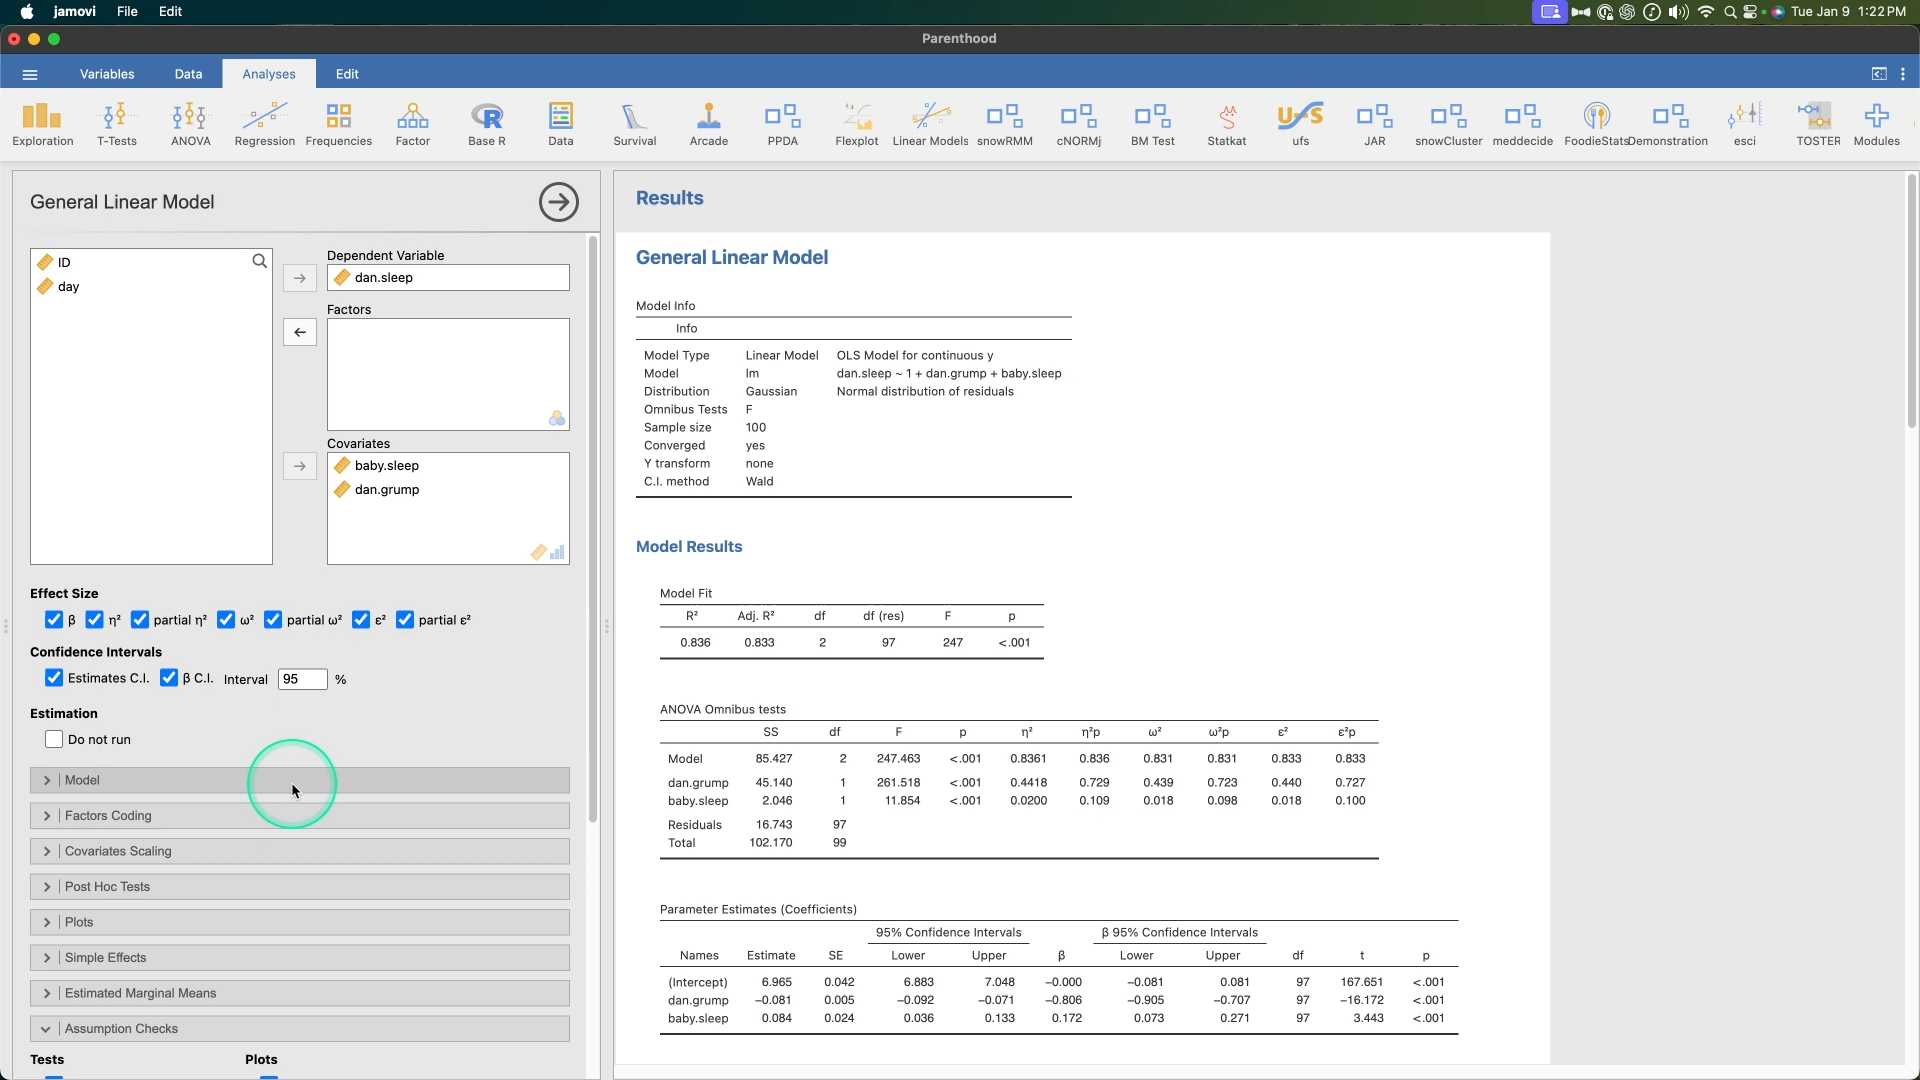 jamovi File Edit Tue Jan 9 1:22 PM
Parenthood
Variables Data Analyses Edit
Exploration T-Tests ANOVA Regression Frequencies Factor Base R Data Survival Arcade PPDA Flexplot Linear Models snowRMM cNORMj BM Test Statkat ufs JAR snowCluster meddecide FoodieStats Demonstration esci TOSTER Modules
General Linear Model
ID
day
Dependent Variable
dan.sleep
Factors
Covariates
baby.sleep
dan.grump
Effect Size
β η² partial η² ω² partial ω² ε² partial ε²
Confidence Intervals
Estimates C.I. β C.I. Interval 95 %
Estimation
Do not run
Model
Factors Coding
Covariates Scaling
Post Hoc Tests
Plots
Simple Effects
Estimated Marginal Means
Assumption Checks
Tests Plots
Results
General Linear Model
Model Info
Info
Model Type Linear Model OLS Model for continuous y
Model lm dan.sleep ~ 1 + dan.grump + baby.sleep
Distribution Gaussian Normal distribution of residuals
Omnibus Tests F
Sample size 100
Converged yes
Y transform none
C.I. method Wald
Model Results
Model Fit
R² Adj. R² df df (res) F p
0.836 0.833 2 97 247 <.001
ANOVA Omnibus tests
SS df F p η² η²p ω² ω²p ε² ε²p
Model 85.427 2 247.463 <.001 0.8361 0.836 0.831 0.831 0.833 0.833
dan.grump 45.140 1 261.518 <.001 0.4418 0.729 0.439 0.723 0.440 0.727
baby.sleep 2.046 1 11.854 <.001 0.0200 0.109 0.018 0.098 0.018 0.100
Residuals 16.743 97
Total 102.170 99
Parameter Estimates (Coefficients)
95% Confidence Intervals β 95% Confidence Intervals
Names Estimate SE Lower Upper β Lower Upper df t p
(Intercept) 6.965 0.042 6.883 7.048 −0.000 −0.081 0.081 97 167.651 <.001
dan.grump −0.081 0.005 −0.092 −0.071 −0.806 −0.905 −0.707 97 −16.172 <.001
baby.sleep 0.084 0.024 0.036 0.133 0.172 0.073 0.271 97 3.443 <.001